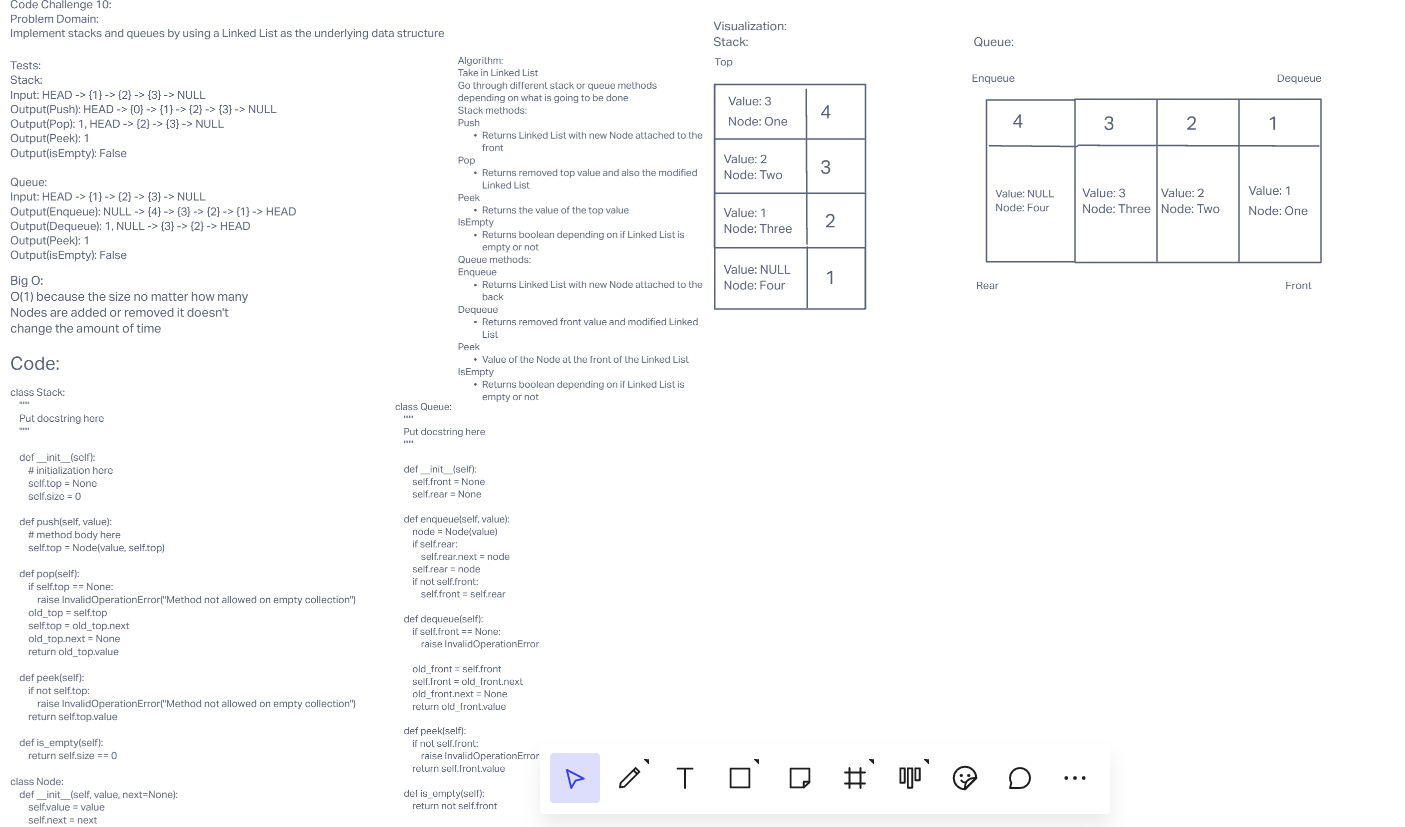 Code Challenge 10:
Problem Domain:
Implement stacks and queues by using a Linked List as the underlying data structure
Tests:
Stack:
Input: HEAD -> {1} -> {2} -> {3} -> NULL
Output(Push): HEAD -> {0} -> {1} -> {2} -> {3} -> NULL
Output(Pop): 1, HEAD -> {2} -> {3} -> NULL
Output(Peek): 1
Output(isEmpty): False
Queue:
Input: HEAD -> {1} -> {2} -> {3} -> NULL
Output(Enqueue): NULL -> {4} -> {3} -> {2} -> {1} -> HEAD
Output(Dequeue): 1, NULL -> {3} -> {2} -> HEAD
Output(Peek): 1
Output(isEmpty): False
Big O:
O(1) because the size no matter how many
Nodes are added or removed it doesn't
change the amount of time
Code:
class Stack:
"""
Put docstring here
"""
def __init__(self):
# initialization here
self.top = None
self.size = 0
def push(self, value):
# method body here
self.top = Node(value, self.top)
def pop(self):
if self.top == None:
raise InvalidOperationError("Method not allowed on empty collection")
old_top = self.top
self.top = old_top.next
old_top.next = None
return old_top.value
def peek(self):
if not self.top:
raise InvalidOperationError("Method not allowed on empty collection")
return self.top.value
def is_empty(self):
return self.size == 0
class Node:
def __init__(self, value, next=None):
self.value = value
self.next = next
Algorithm:
Take in Linked List
Go through different stack or queue methods
depending on what is going to be done
Stack methods:
Push
• Returns Linked List with new Node attached to the
front
Pop
• Returns removed top value and also the modified
Linked List
Peek
• Returns the value of the top value
IsEmpty
• Returns boolean depending on if Linked List is
empty or not
Queue methods:
Enqueue
• Returns Linked List with new Node attached to the
back
Dequeue
• Returns removed front value and modified Linked
List
Peek
• Value of the Node at the front of the Linked List
IsEmpty
• Returns boolean depending on if Linked List is
empty or not
class Queue:
"""
Put docstring here
"""
def __init__(self):
self.front = None
self.rear = None
def enqueue(self, value):
node = Node(value)
if self.rear:
self.rear.next = node
self.rear = node
if not self.front:
self.front = self.rear
def dequeue(self):
if self.front == None:
raise InvalidOperationError
old_front = self.front
self.front = old_front.next
old_front.next = None
return old_front.value
def peek(self):
if not self.front:
raise InvalidOperationError
return self.front.value
def is_empty(self):
return not self.front
Visualization:
Stack:
Top
Value: 3
Node: One
4
Value: 2
Node: Two
3
Value: 1
Node: Three
2
Value: NULL
Node: Four
1
Queue:
Enqueue
Dequeue
4
3
2
1
Value: NULL
Node: Four
Value: 3
Node: Three
Value: 2
Node: Two
Value: 1
Node: One
Rear
Front